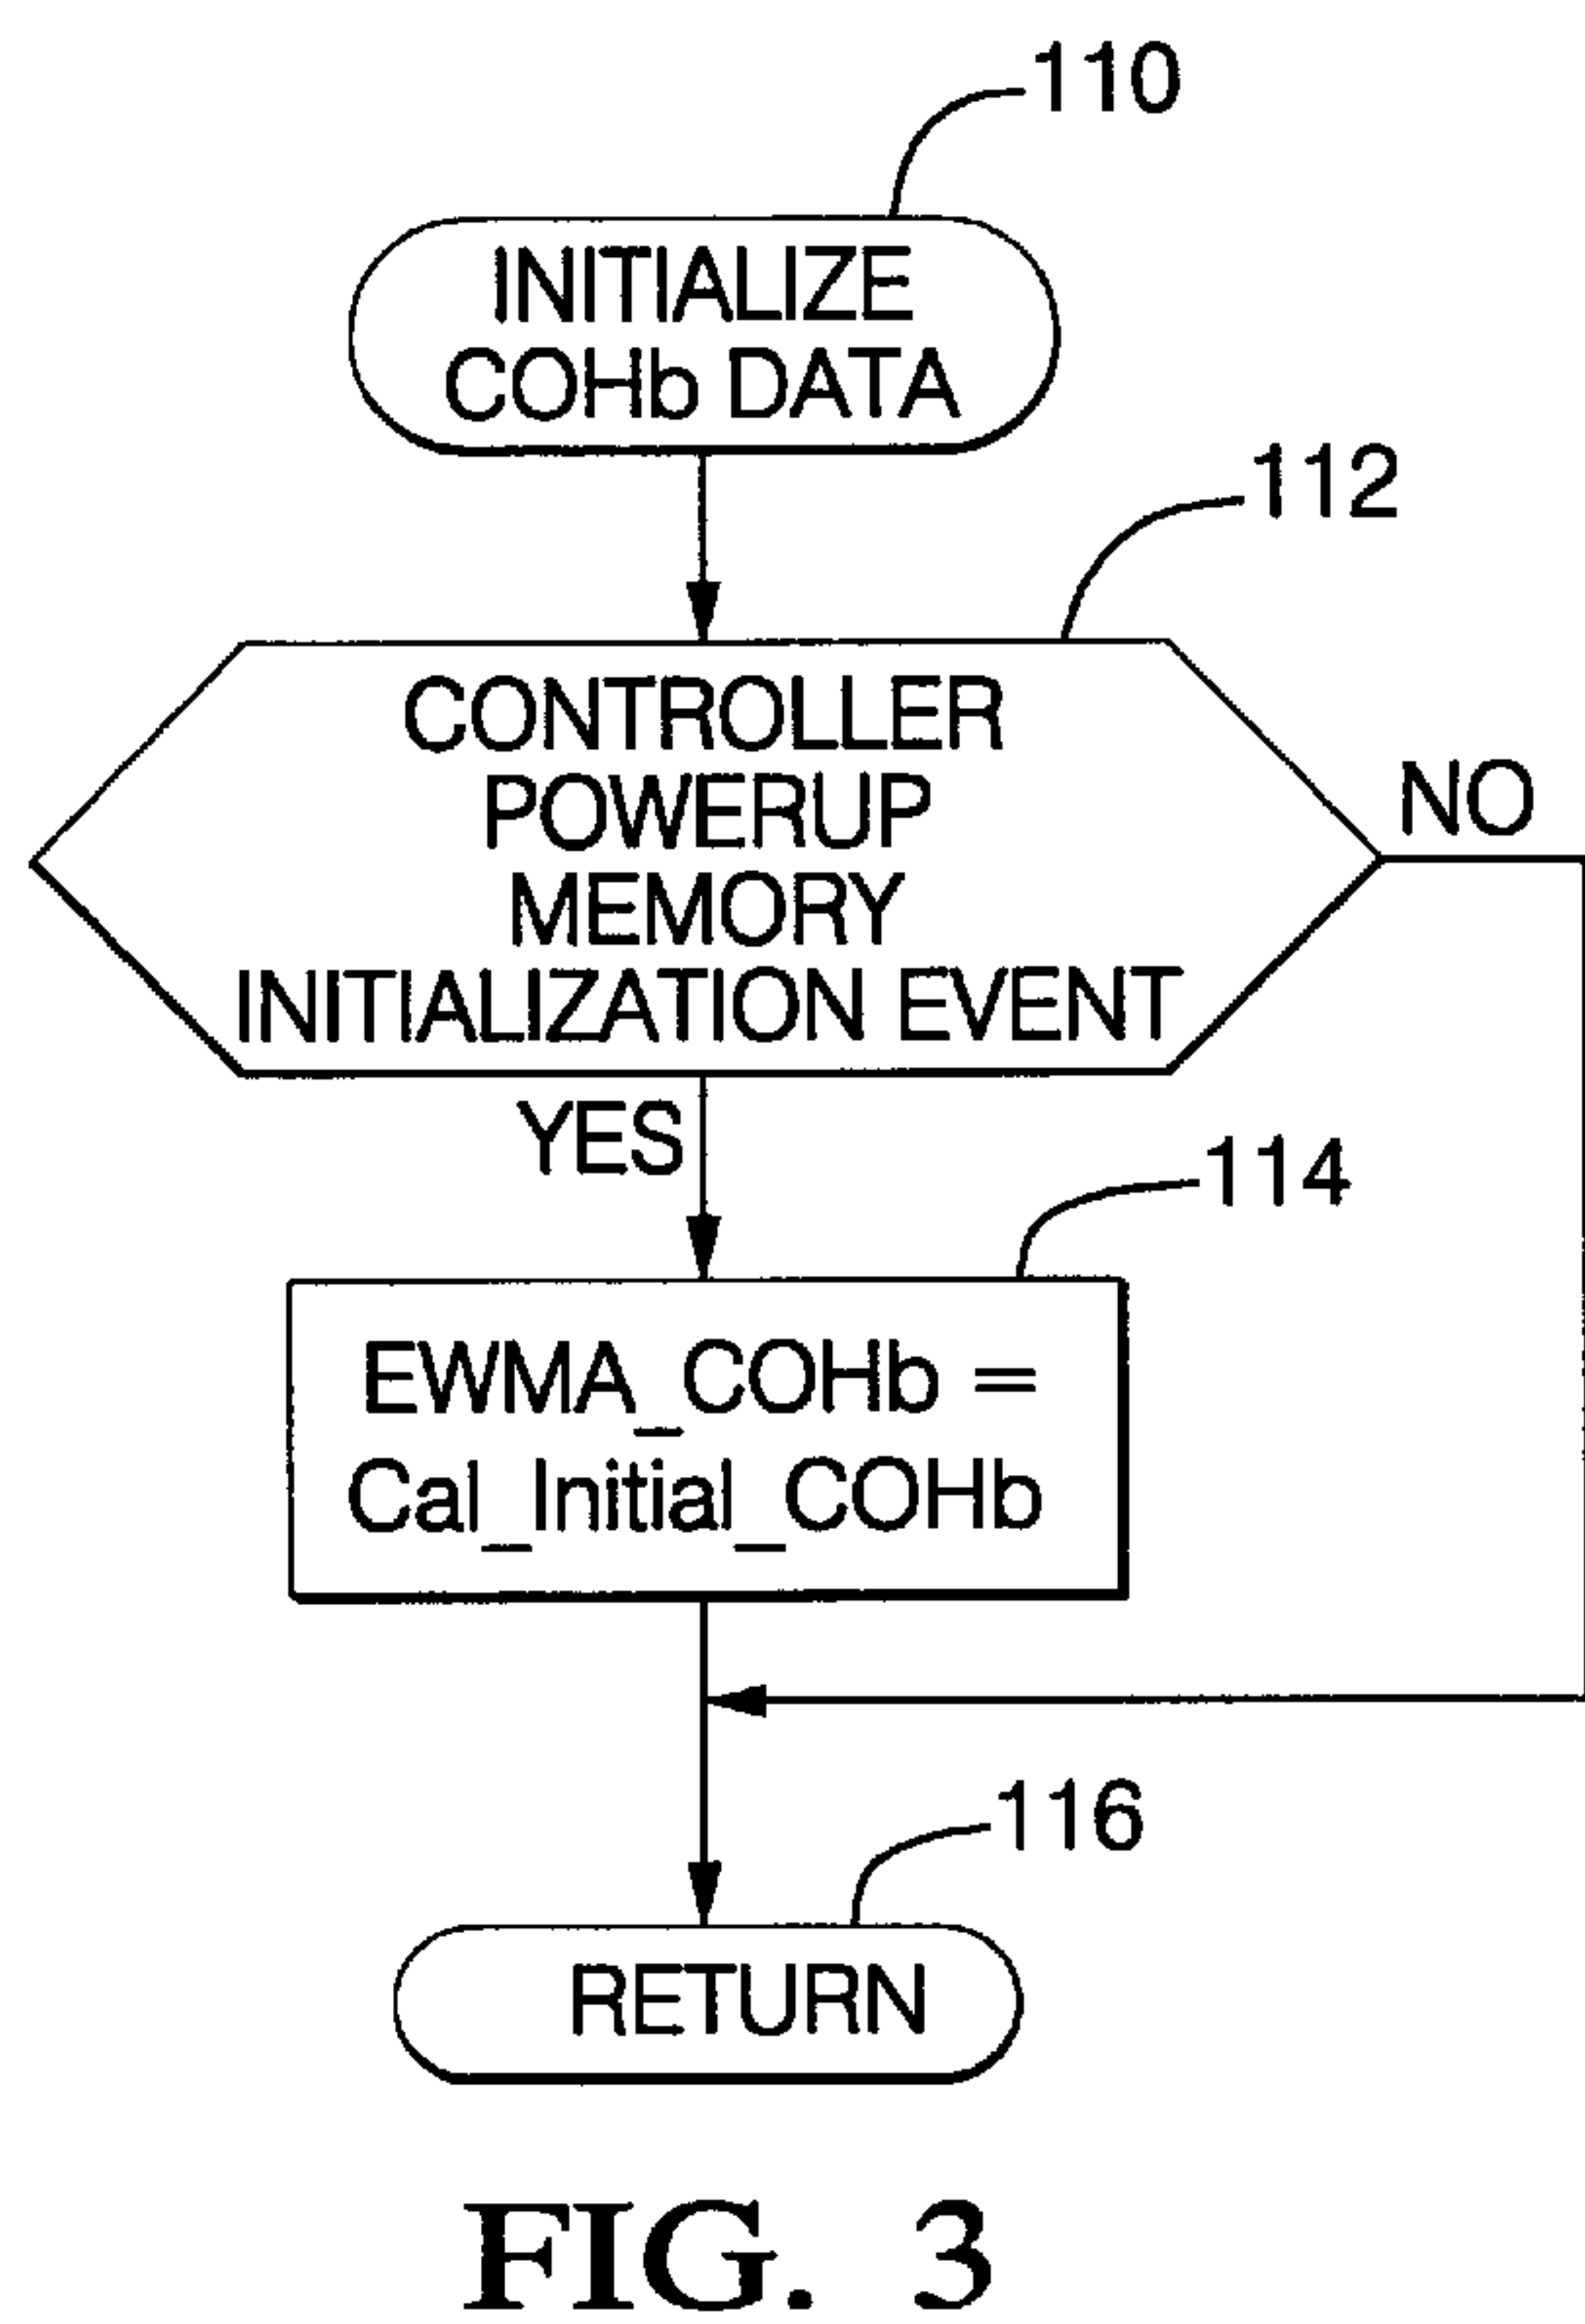 110
INITIALIZE
COHb DATA
112
CONTROLLER
POWERUP
MEMORY
INITIALIZATION EVENT
NO
YES
114
EWMA_COHb =
Cal_Initial_COHb
116
RETURN
FIG. 3